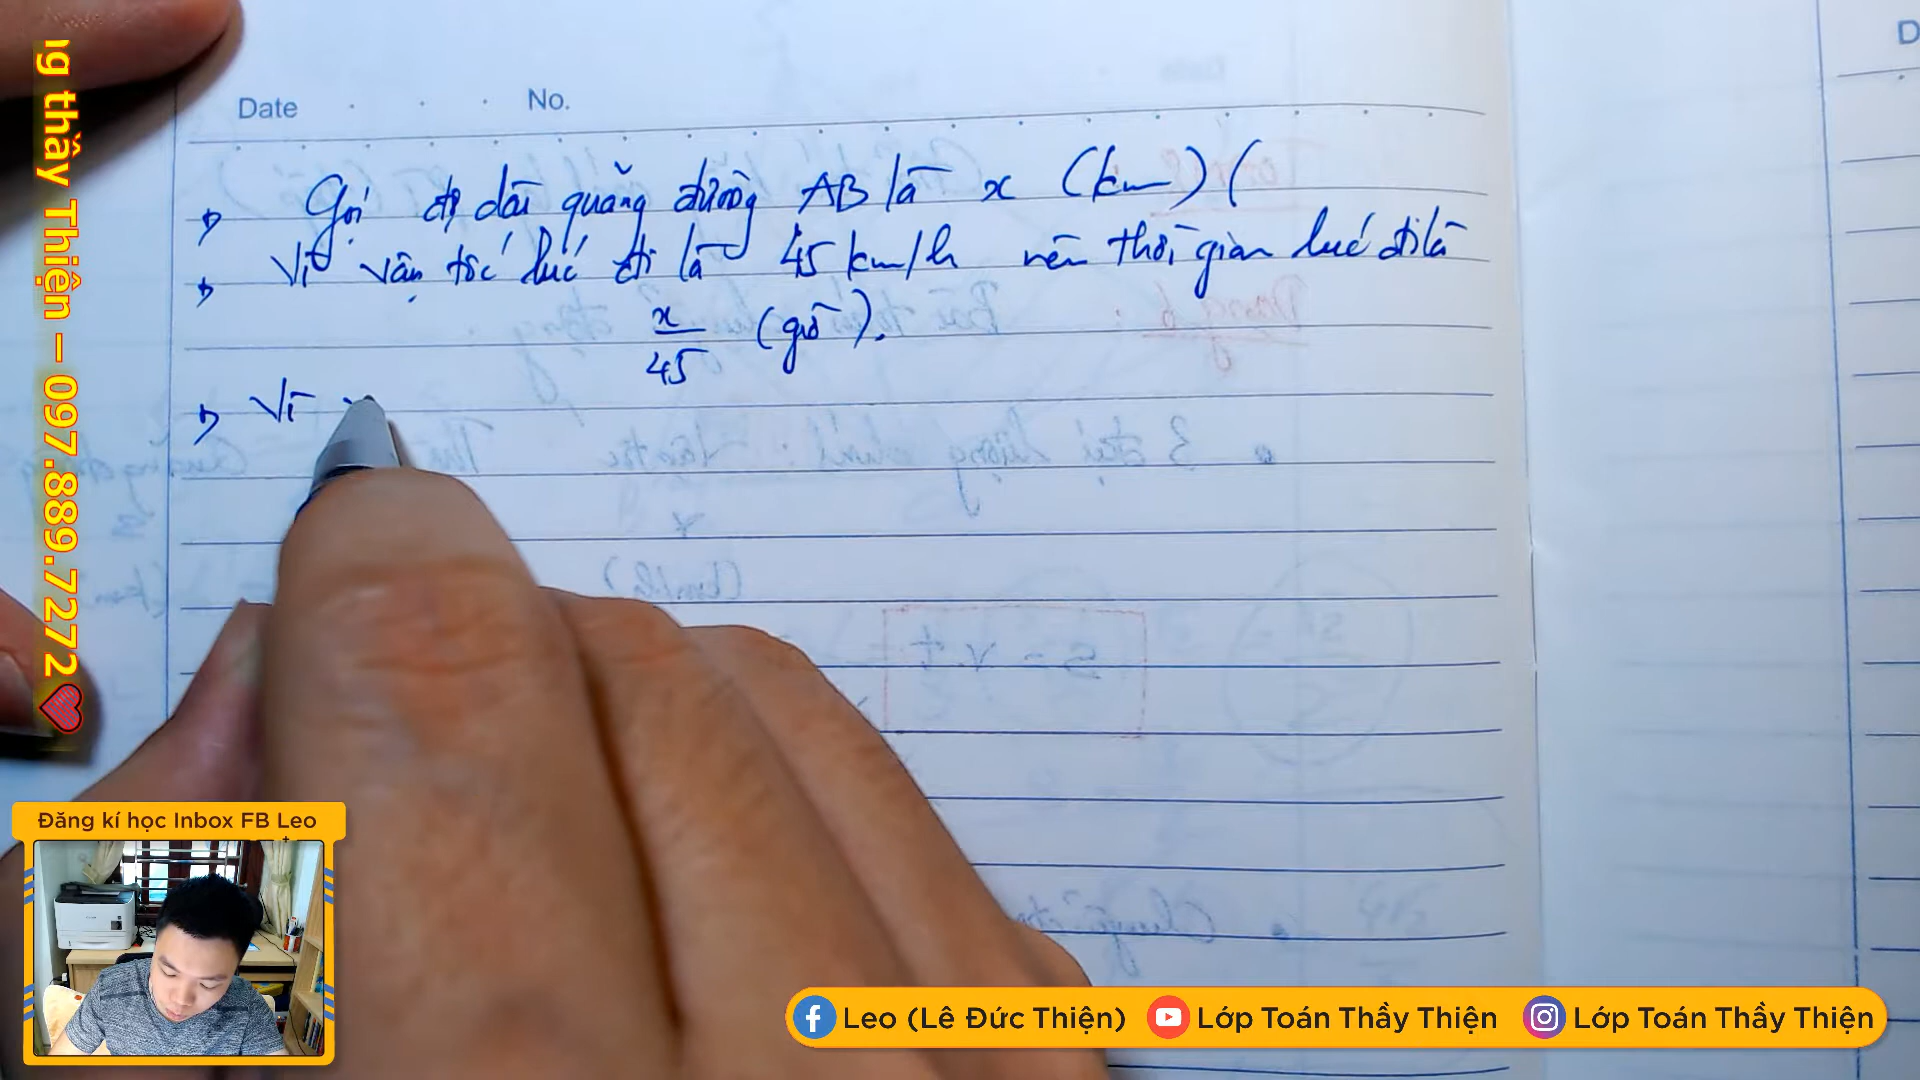 Date No.
Gọi độ dài quãng đường AB là x (km) (
Vì vận tốc lúc đi là 45 km/h nên thời gian lúc đi là
x/45 (giờ).
Vì
ng thầy Thiện – 097.889.7272
Đăng kí học Inbox FB Leo
Leo (Lê Đức Thiện) Lớp Toán Thầy Thiện Lớp Toán Thầy Thiện